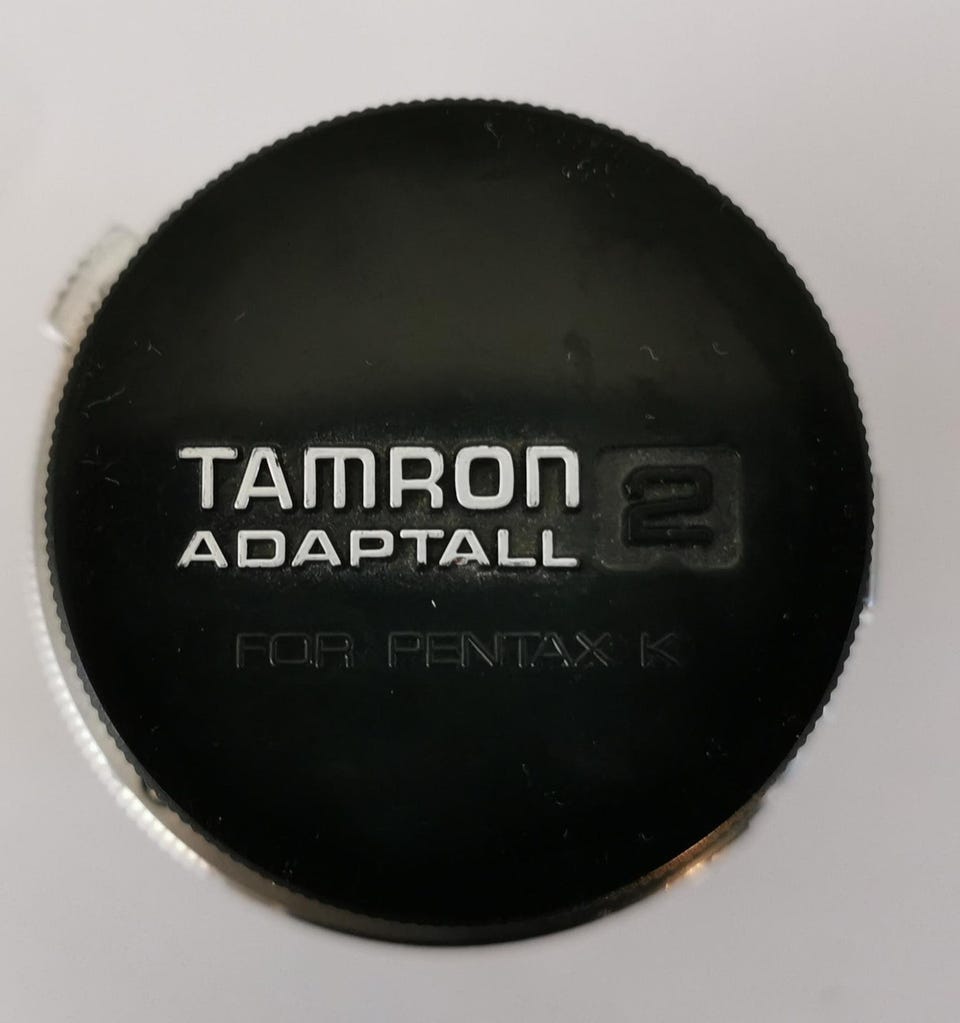 TAMRON 2
ADAPTALL
FOR PENTAX K